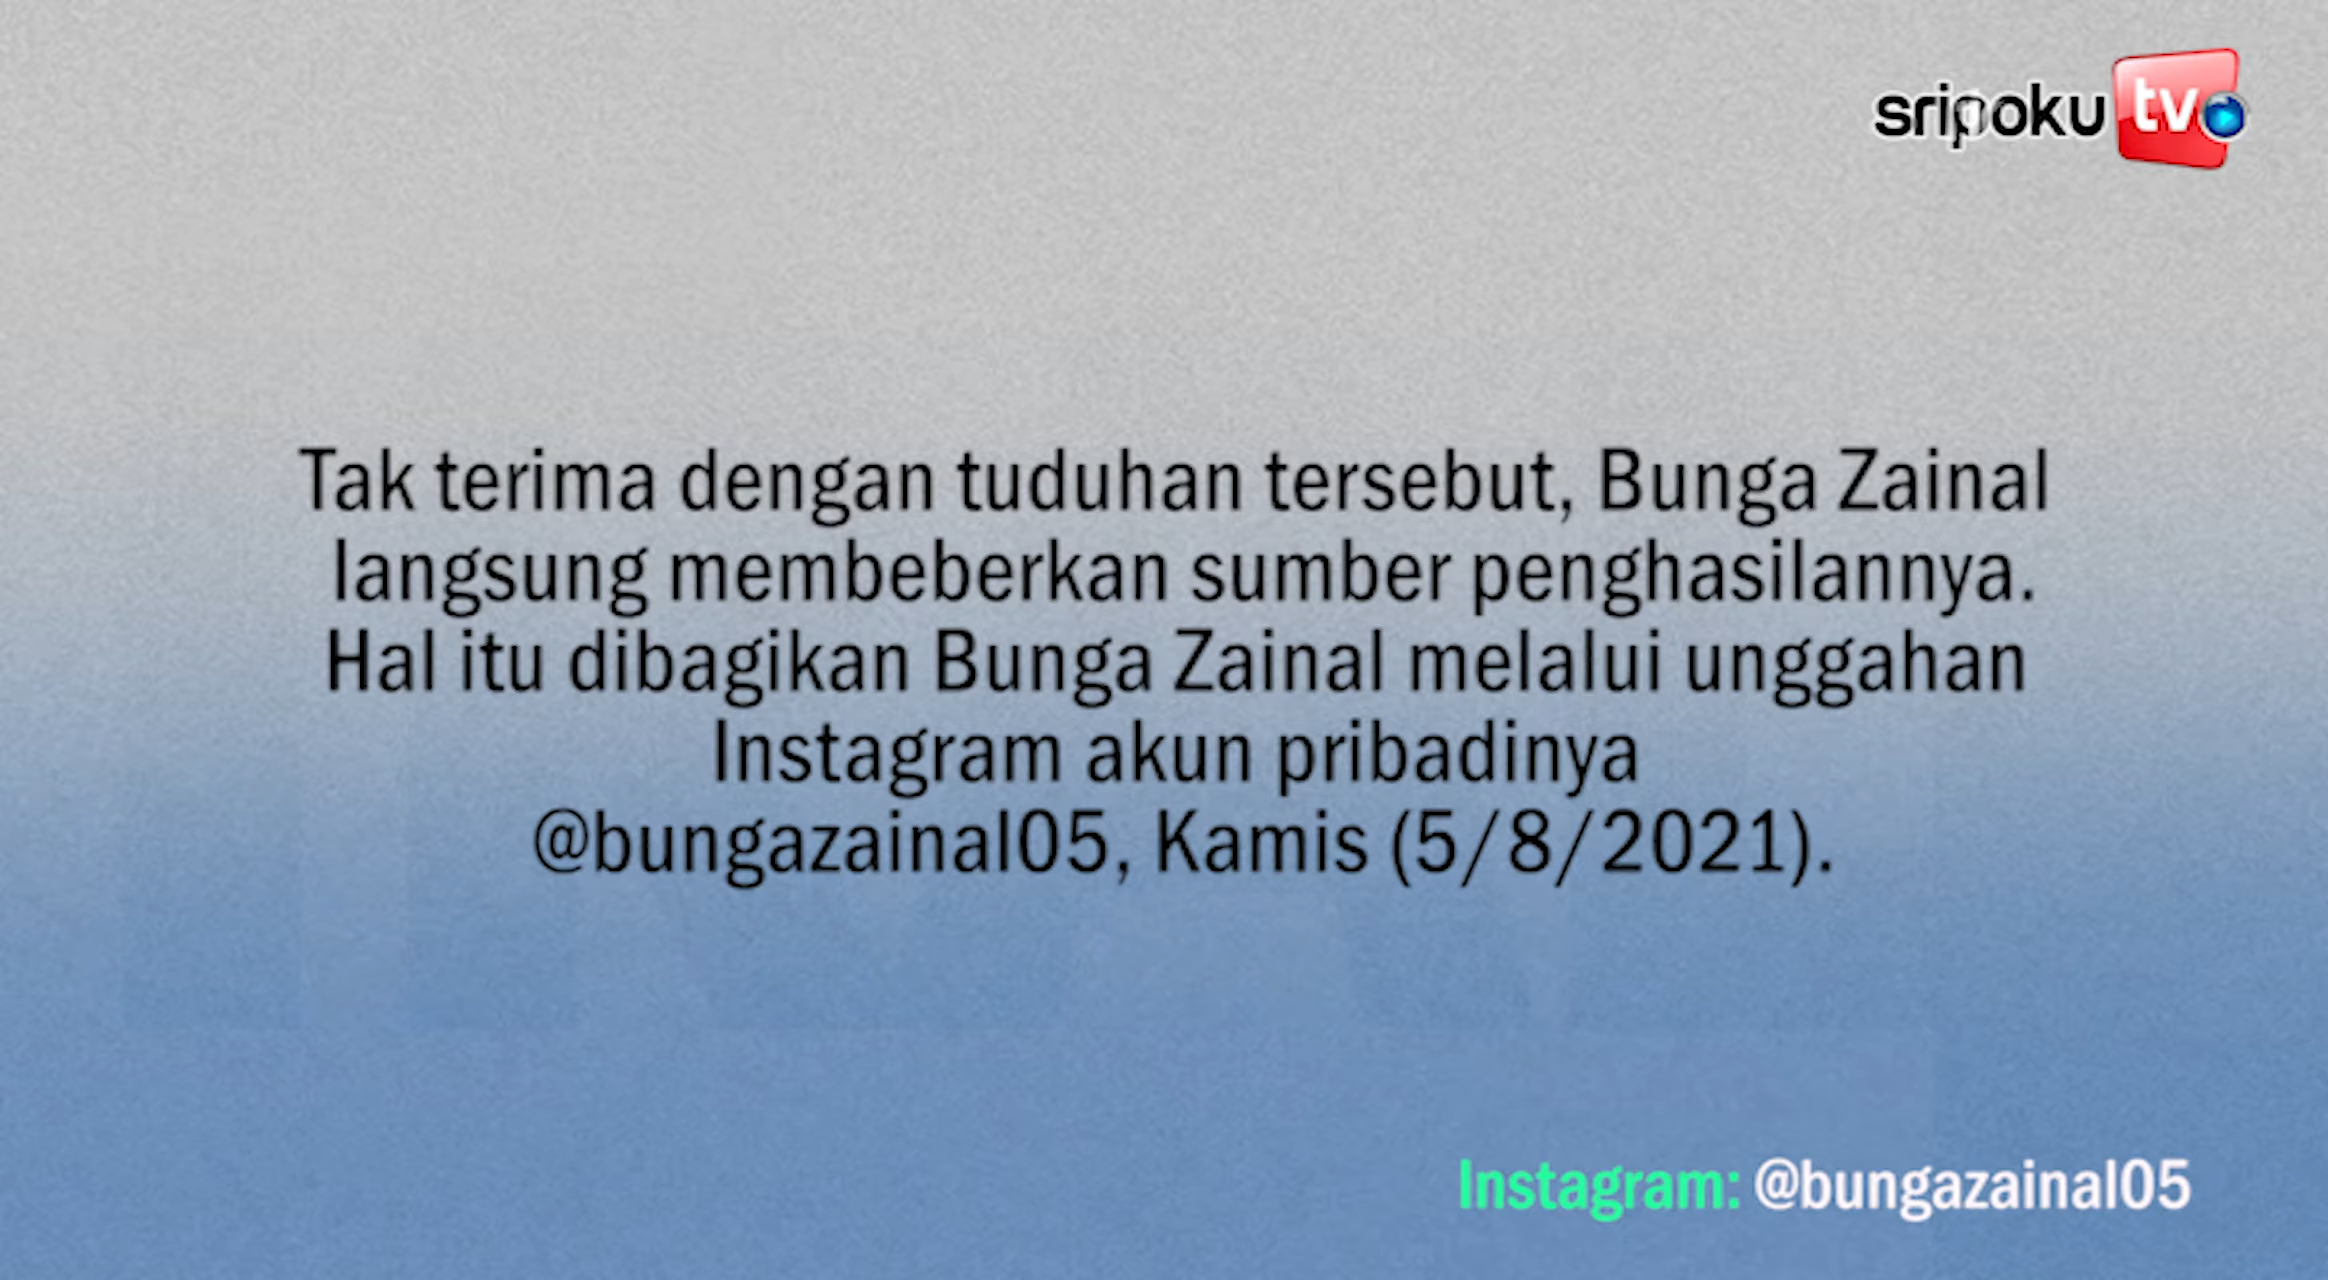 sripoku tv
Tak terima dengan tuduhan tersebut, Bunga Zainal
langsung membeberkan sumber penghasilannya.
Hal itu dibagikan Bunga Zainal melalui unggahan
Instagram akun pribadinya
@bungazainal05, Kamis (5/8/2021).
Instagram: @bungazainal05